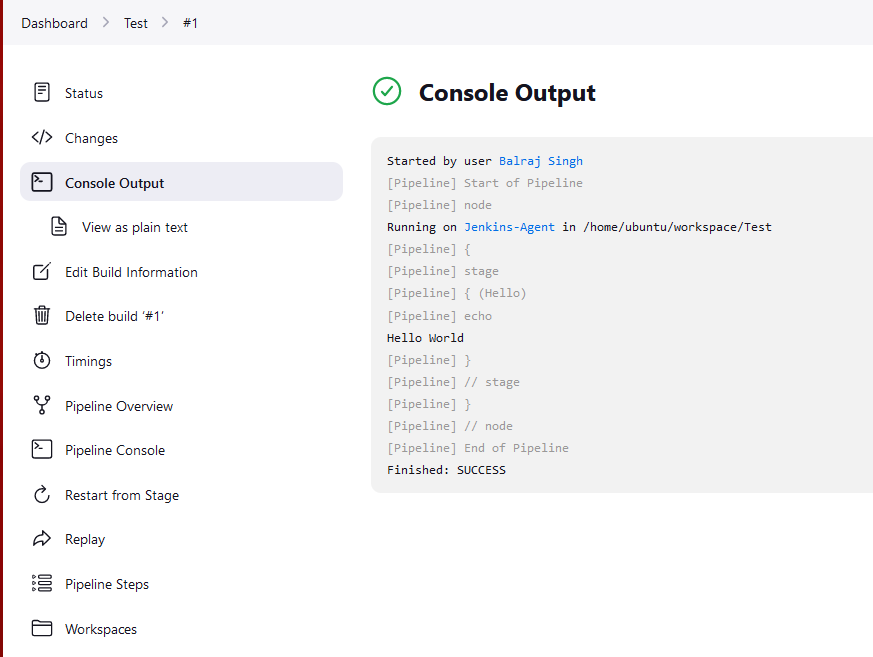 Dashboard > Test > #1
Status
Changes
Console Output
View as plain text
Edit Build Information
Delete build ‘#1’
Timings
Pipeline Overview
Pipeline Console
Restart from Stage
Replay
Pipeline Steps
Workspaces
Console Output
Started by user Balraj Singh
[Pipeline] Start of Pipeline
[Pipeline] node
Running on Jenkins-Agent in /home/ubuntu/workspace/Test
[Pipeline] {
[Pipeline] stage
[Pipeline] { (Hello)
[Pipeline] echo
Hello World
[Pipeline] }
[Pipeline] // stage
[Pipeline] }
[Pipeline] // node
[Pipeline] End of Pipeline
Finished: SUCCESS